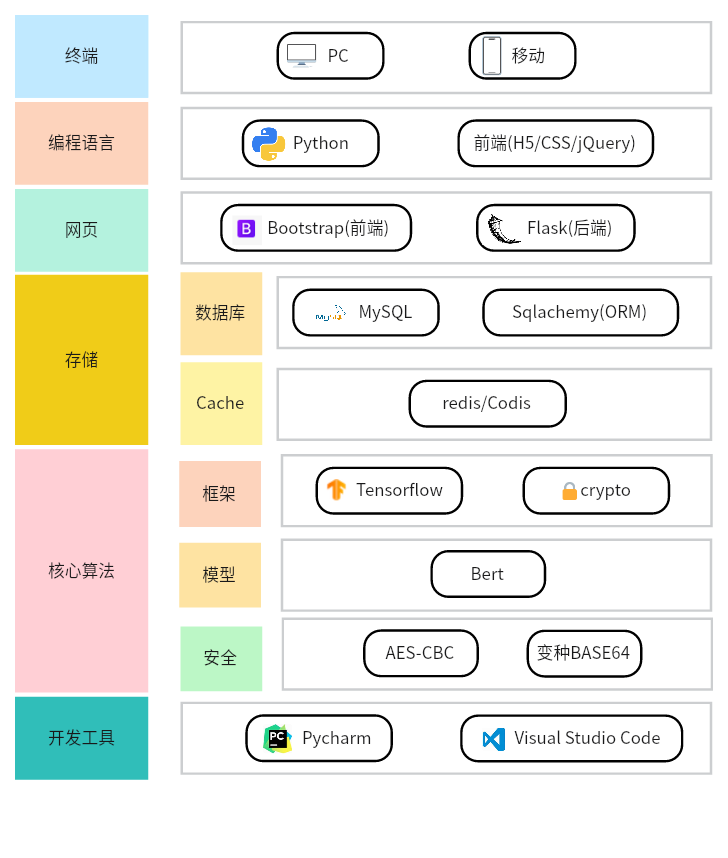 终端
PC
移动
编程语言
Python
前端(H5/CSS/jQuery)
网页
B
Bootstrap(前端)
Flask(后端)
存储
数据库
MySQL
MySQL
Sqlachemy(ORM)
Cache
redis/Codis
核心算法
框架
Tensorflow
crypto
模型
Bert
安全
AES-CBC
变种BASE64
开发工具
PC
Pycharm
Visual Studio Code